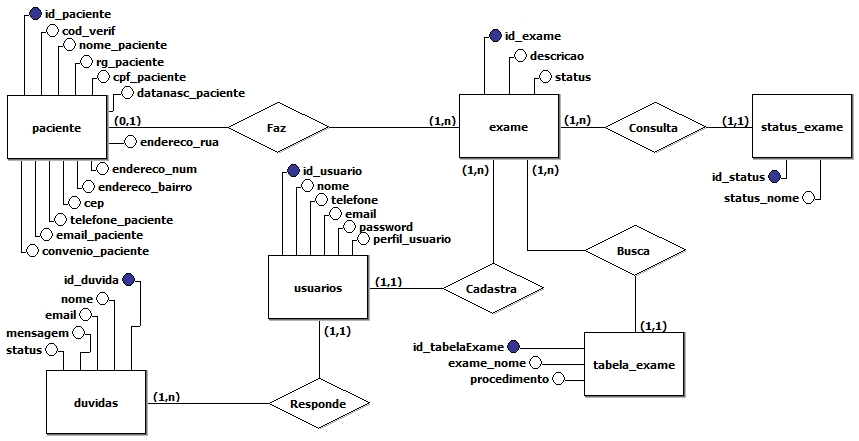 id_paciente
cod_verif
nome_paciente
rg_paciente
cpf_paciente
datanasc_paciente
paciente
(0,1)
endereco_rua
endereco_num
endereco_bairro
cep
telefone_paciente
email_paciente
convenio_paciente
Faz
(1,n)
id_exame
descricao
status
exame
(1,n)
(1,n)
(1,n)
Consulta
(1,1)
status_exame
id_status
status_nome
id_usuario
nome
telefone
email
password
perfil_usuario
usuarios
(1,1)
Cadastra
(1,1)
Busca
(1,1)
id_tabelaExame
exame_nome
procedimento
tabela_exame
id_duvida
nome
email
mensagem
status
duvidas
(1,n)
Responde